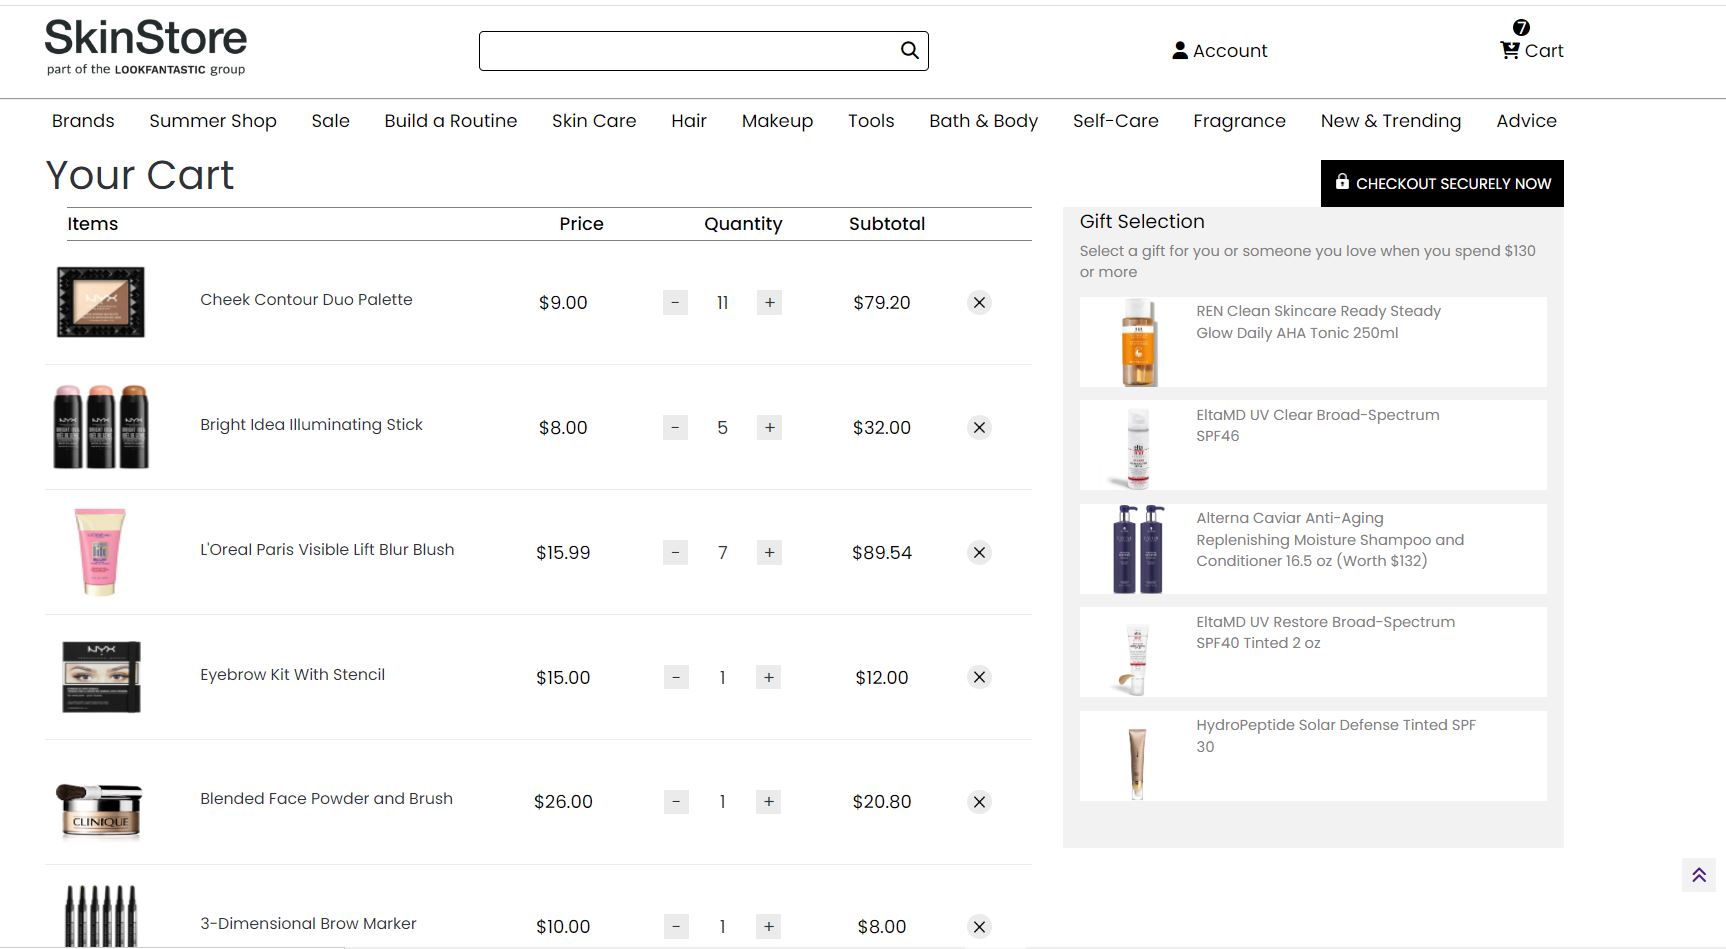 SkinStore
part of the LOOKFANTASTIC group
Account
7
Cart
Brands Summer Shop Sale Build a Routine Skin Care Hair Makeup Tools Bath & Body Self-Care Fragrance New & Trending Advice
Your Cart
CHECKOUT SECURELY NOW
Items Price Quantity Subtotal
NYX
Cheek Contour Duo Palette $9.00 - 11 + $79.20
NYX NYX NYX
Bright Idea Illuminating Stick $8.00 - 5 + $32.00
L'Oreal Paris Visible Lift Blur Blush $15.99 - 7 + $89.54
NYX
Eyebrow Kit With Stencil $15.00 - 1 + $12.00
CLINIQUE
Blended Face Powder and Brush $26.00 - 1 + $20.80
3-Dimensional Brow Marker $10.00 - 1 + $8.00
Gift Selection
Select a gift for you or someone you love when you spend $130
or more
REN Clean Skincare Ready Steady
Glow Daily AHA Tonic 250ml
EltaMD UV Clear Broad-Spectrum
SPF46
Alterna Caviar Anti-Aging
Replenishing Moisture Shampoo and
Conditioner 16.5 oz (Worth $132)
EltaMD UV Restore Broad-Spectrum
SPF40 Tinted 2 oz
HydroPeptide Solar Defense Tinted SPF
30